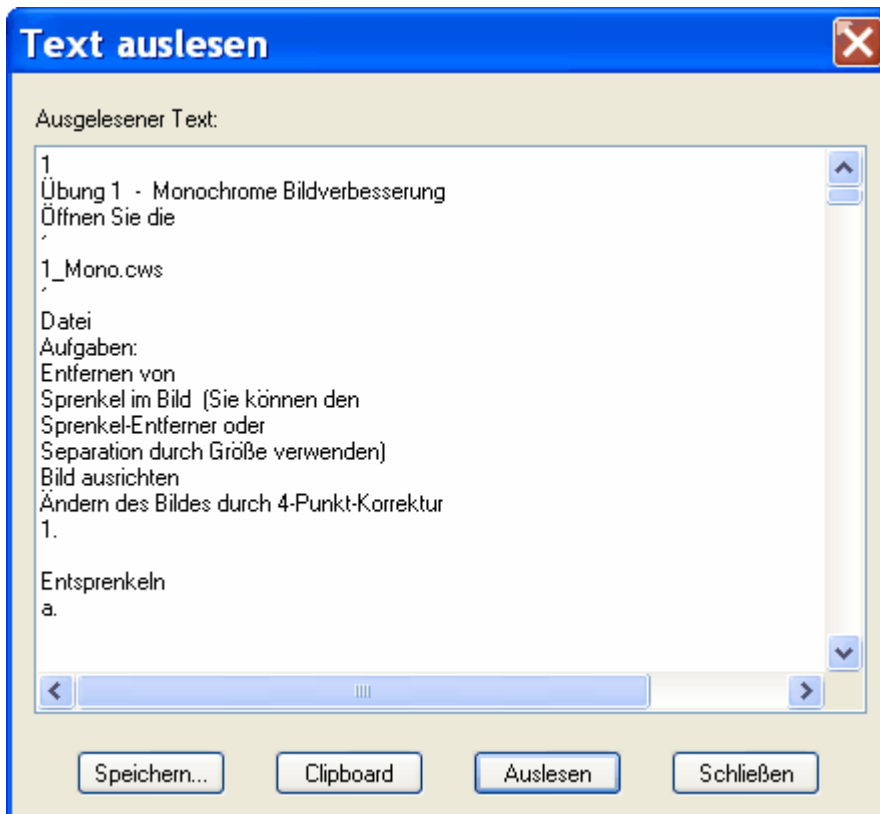 Text auslesen
Ausgelesener Text:
1
Übung 1  -  Monochrome Bildverbesserung
Öffnen Sie die
´
1_Mono.cws
´
Datei
Aufgaben:
Entfernen von
Sprenkel im Bild  (Sie können den
Sprenkel-Entferner oder
Separation durch Größe verwenden)
Bild ausrichten
Ändern des Bildes durch 4-Punkt-Korrektur
1.
Entsprenkeln
a.
Speichern... Clipboard Auslesen Schließen